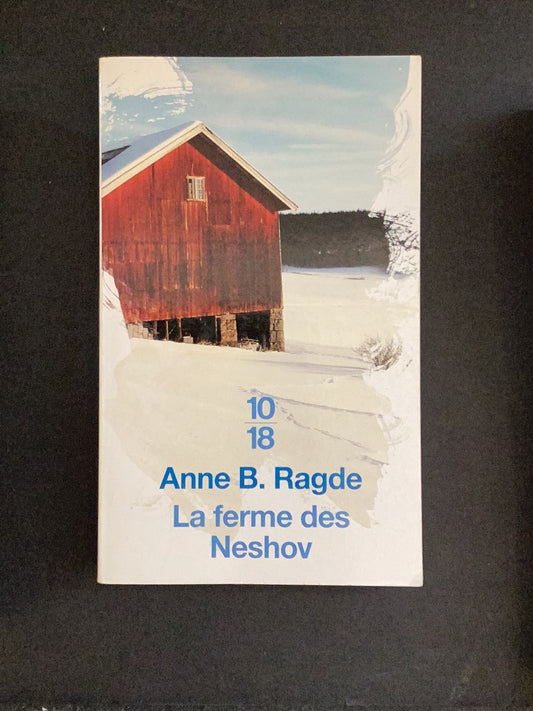 10
18
Anne B. Ragde
La ferme des
Neshov